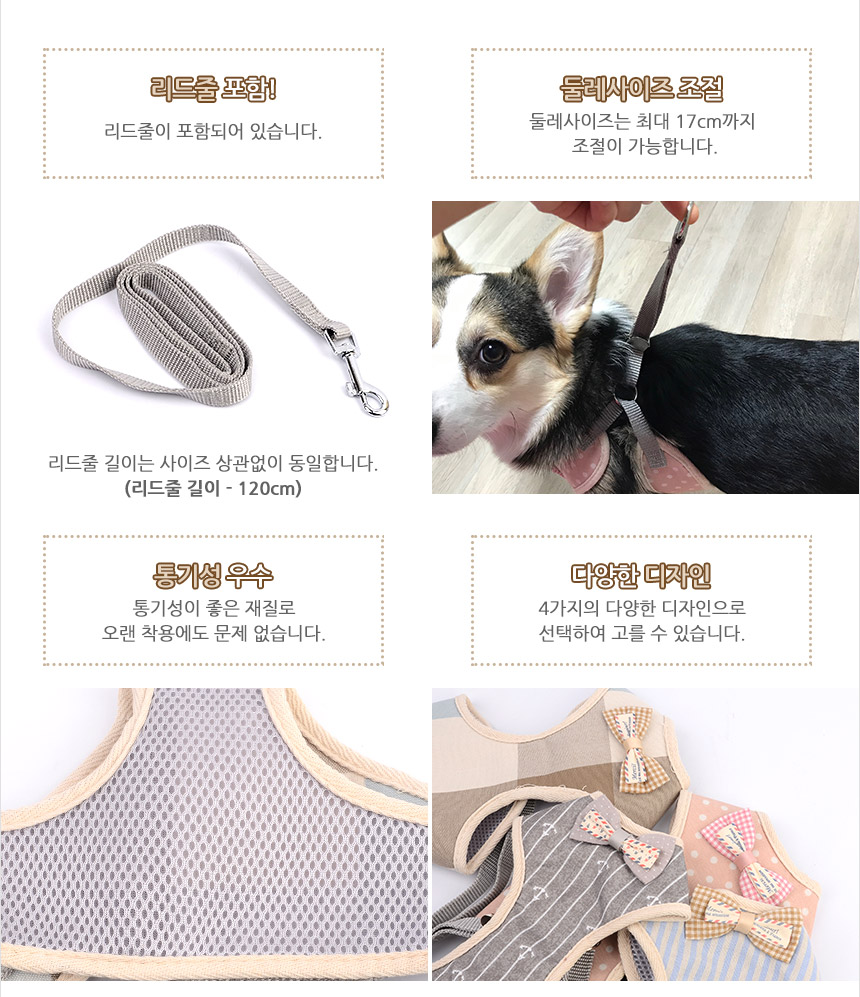 리드줄 포함!
리드줄이 포함되어 있습니다.
둘레사이즈 조절
둘레사이즈는 최대 17cm까지
조절이 가능합니다.
리드줄 길이는 사이즈 상관없이 동일합니다.
(리드줄 길이 - 120cm)
통기성 우수
통기성이 좋은 재질로
오랜 착용에도 문제 없습니다.
다양한 디자인
4가지의 다양한 디자인으로
선택하여 고를 수 있습니다.